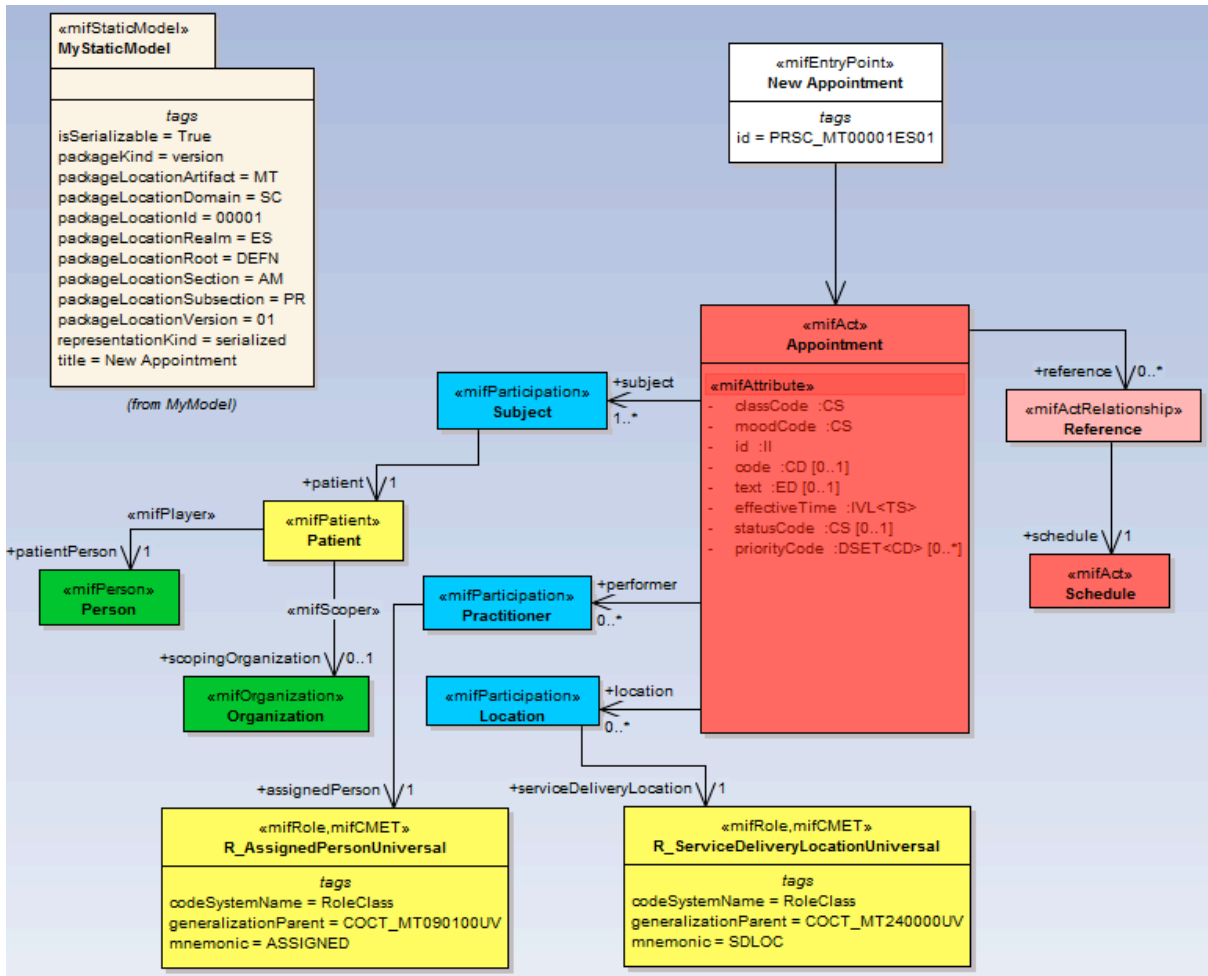 «mifStaticModel»
MyStaticModel
tags
isSerializable = True
packageKind = version
packageLocationArtifact = MT
packageLocationDomain = SC
packageLocationId = 00001
packageLocationRealm = ES
packageLocationRoot = DEFN
packageLocationSection = AM
packageLocationSubsection = PR
packageLocationVersion = 01
representationKind = serialized
title = New Appointment
(from MyModel)
«mifEntryPoint»
New Appointment
tags
id = PRSC_MT00001ES01
«mifAct»
Appointment
«mifAttribute»
- classCode :CS
- moodCode :CS
- id :II
- code :CD [0..1]
- text :ED [0..1]
- effectiveTime :IVL<TS>
- statusCode :CS [0..1]
- priorityCode :DSET<CD> [0..*]
+reference
0..*
«mifActRelationship»
Reference
+schedule
1
«mifAct»
Schedule
+subject
1..*
«mifParticipation»
Subject
+patient
1
«mifPatient»
Patient
«mifPlayer»
+patientPerson
1
«mifPerson»
Person
«mifScoper»
+scopingOrganization
0..1
«mifOrganization»
Organization
+performer
0..*
«mifParticipation»
Practitioner
+location
0..*
«mifParticipation»
Location
+assignedPerson
1
«mifRole,mifCMET»
R_AssignedPersonUniversal
tags
codeSystemName = RoleClass
generalizationParent = COCT_MT090100UV
mnemonic = ASSIGNED
+serviceDeliveryLocation
1
«mifRole,mifCMET»
R_ServiceDeliveryLocationUniversal
tags
codeSystemName = RoleClass
generalizationParent = COCT_MT240000UV
mnemonic = SDLOC